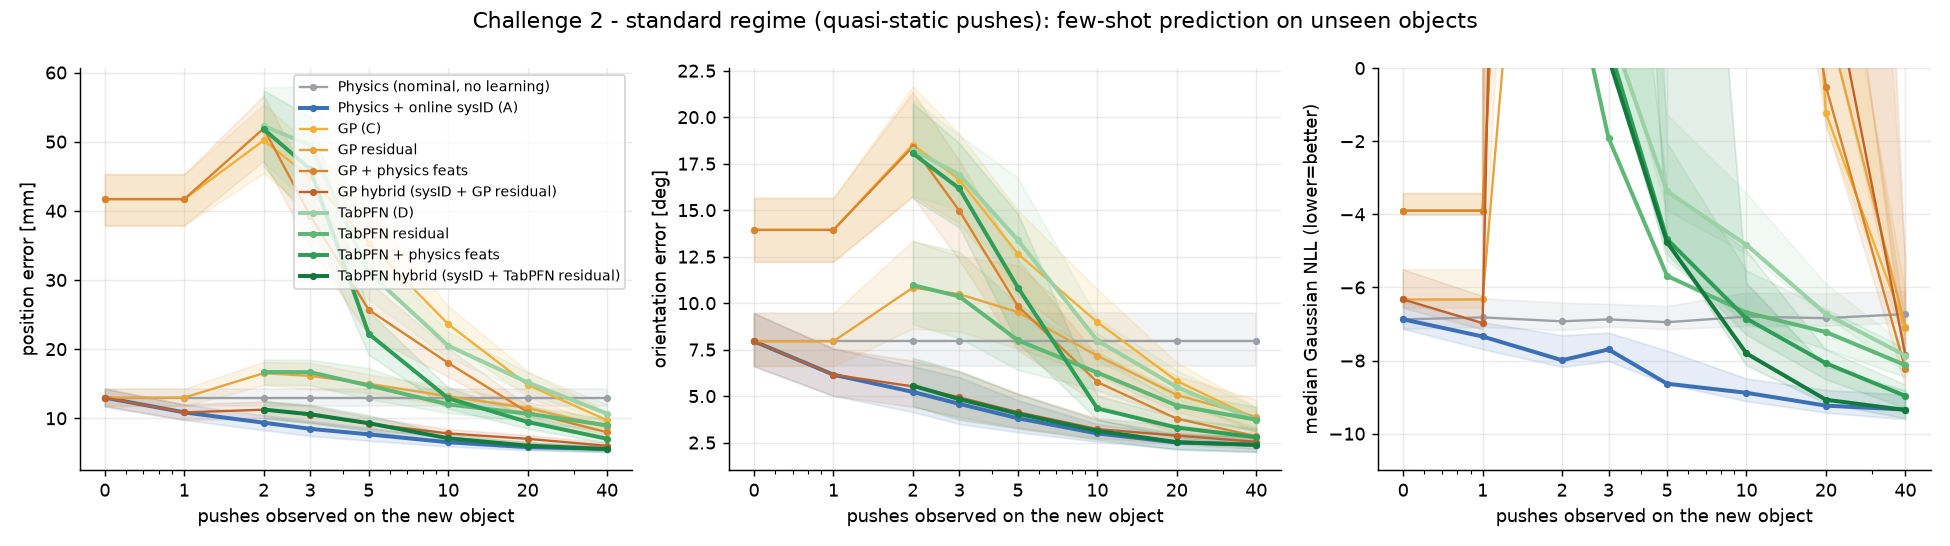 Challenge 2 - standard regime (quasi-static pushes): few-shot prediction on unseen objects
position error [mm]
60
50
40
30
20
10
0 1 2 3 5 10 20 40
pushes observed on the new object
Physics (nominal, no learning)
Physics + online sysID (A)
GP (C)
GP residual
GP + physics feats
GP hybrid (sysID + GP residual)
TabPFN (D)
TabPFN residual
TabPFN + physics feats
TabPFN hybrid (sysID + TabPFN residual)
orientation error [deg]
22.5
20.0
17.5
15.0
12.5
10.0
7.5
5.0
2.5
0 1 2 3 5 10 20 40
pushes observed on the new object
median Gaussian NLL (lower=better)
0
−2
−4
−6
−8
−10
0 1 2 3 5 10 20 40
pushes observed on the new object